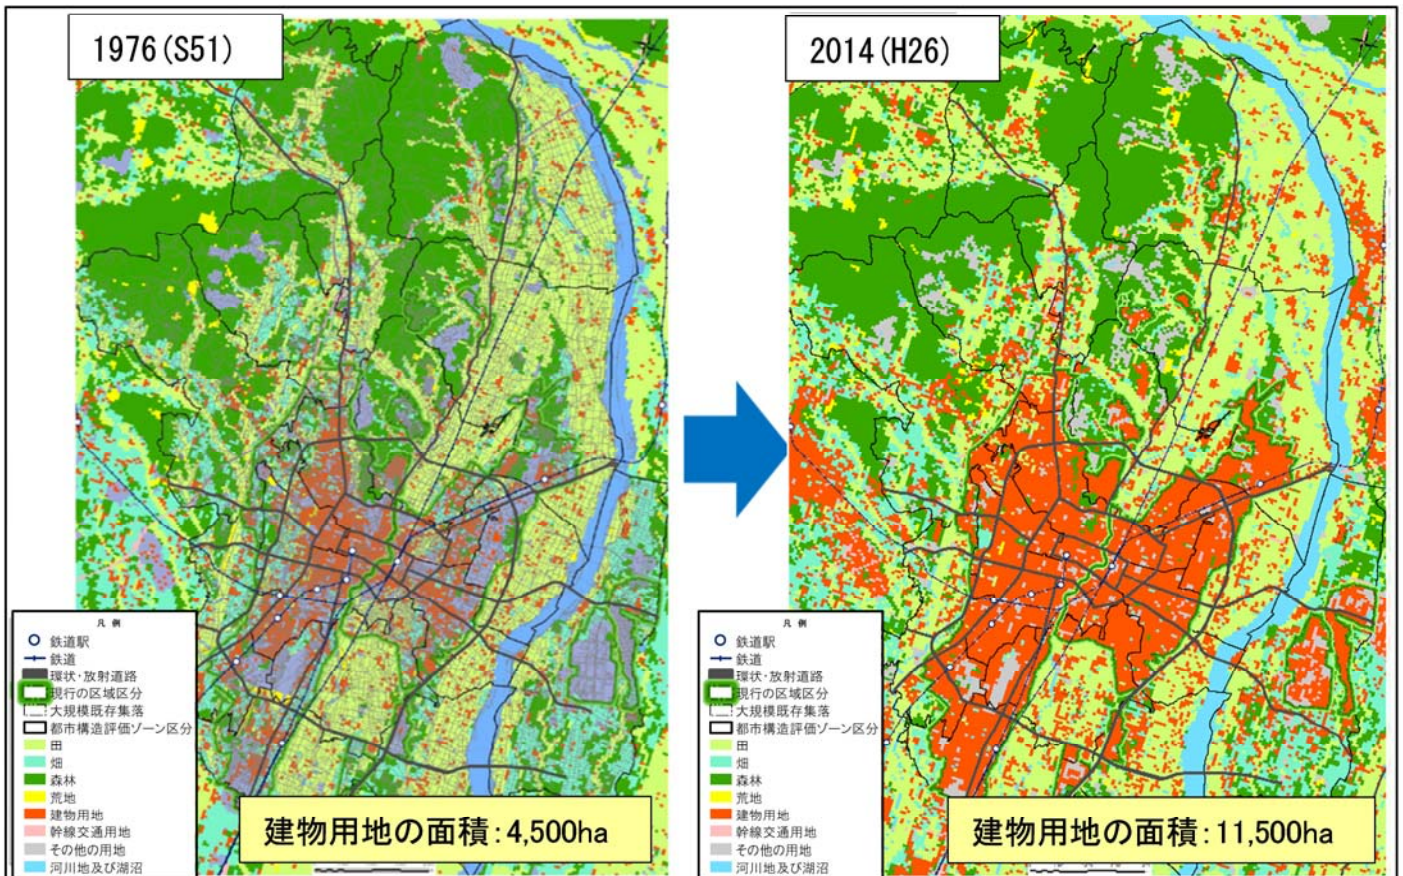 1976(S51)
凡 例
鉄道駅
鉄道
環状・放射道路
現行の区域区分
大規模既存集落
都市構造評価ゾーン区分
田
畑
森林
荒地
建物用地
幹線交通用地
その他の用地
河川地及び湖沼
建物用地の面積:4,500ha
2014(H26)
凡 例
鉄道駅
鉄道
環状・放射道路
現行の区域区分
大規模既存集落
都市構造評価ゾーン区分
田
畑
森林
荒地
建物用地
幹線交通用地
その他の用地
河川地及び湖沼
建物用地の面積:11,500ha